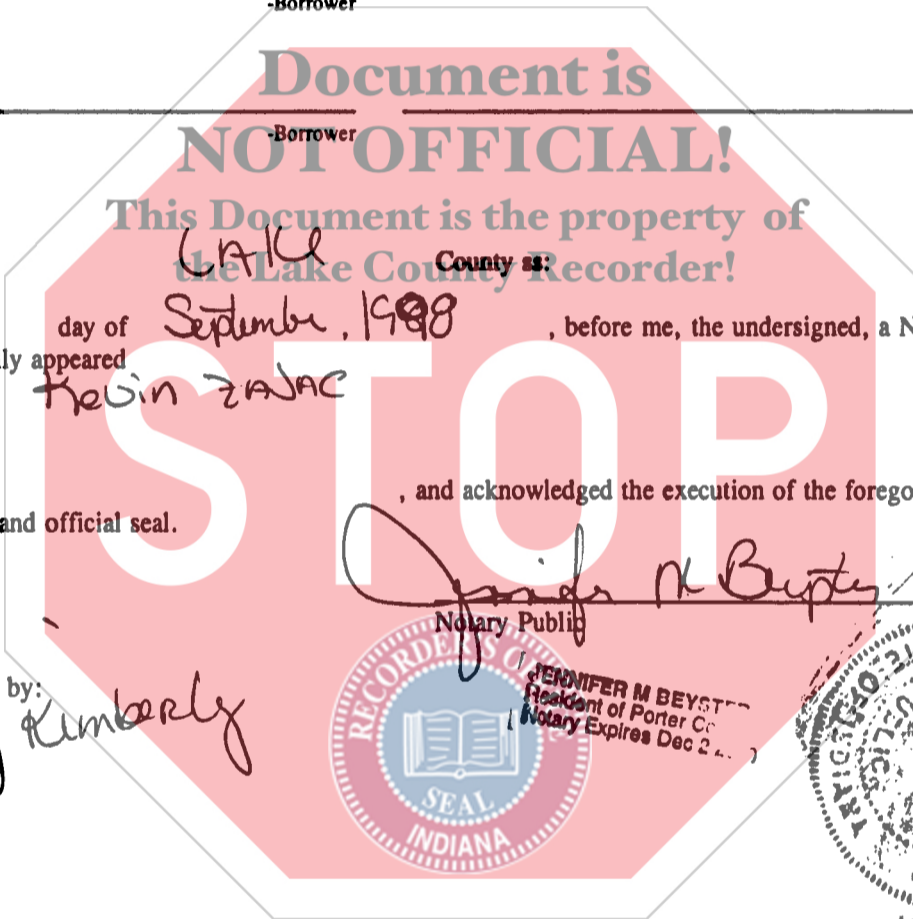 -Borrower
Document is
-Borrower
NOT OFFICIAL!
This Document is the property of
LAKE
the Lake County Recorder!
County ss:
day of September, 1998 , before me, the undersigned, a N
ly appeared
Kevin ZAJAC
STOP
, and acknowledged the execution of the forego
and official seal.
Jennifer M
Notary Public
JENNIFER M BEYST
Resident of Porter
Notary Expires Dec 2
by:
Kimberly
RECORDER'S
SEAL
INDIANA
INDIANA